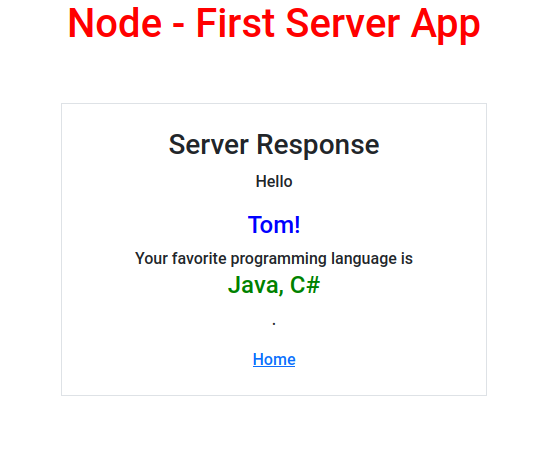 Node - First Server App
Server Response
Hello
Tom!
Your favorite programming language is
Java, C#
.
Home